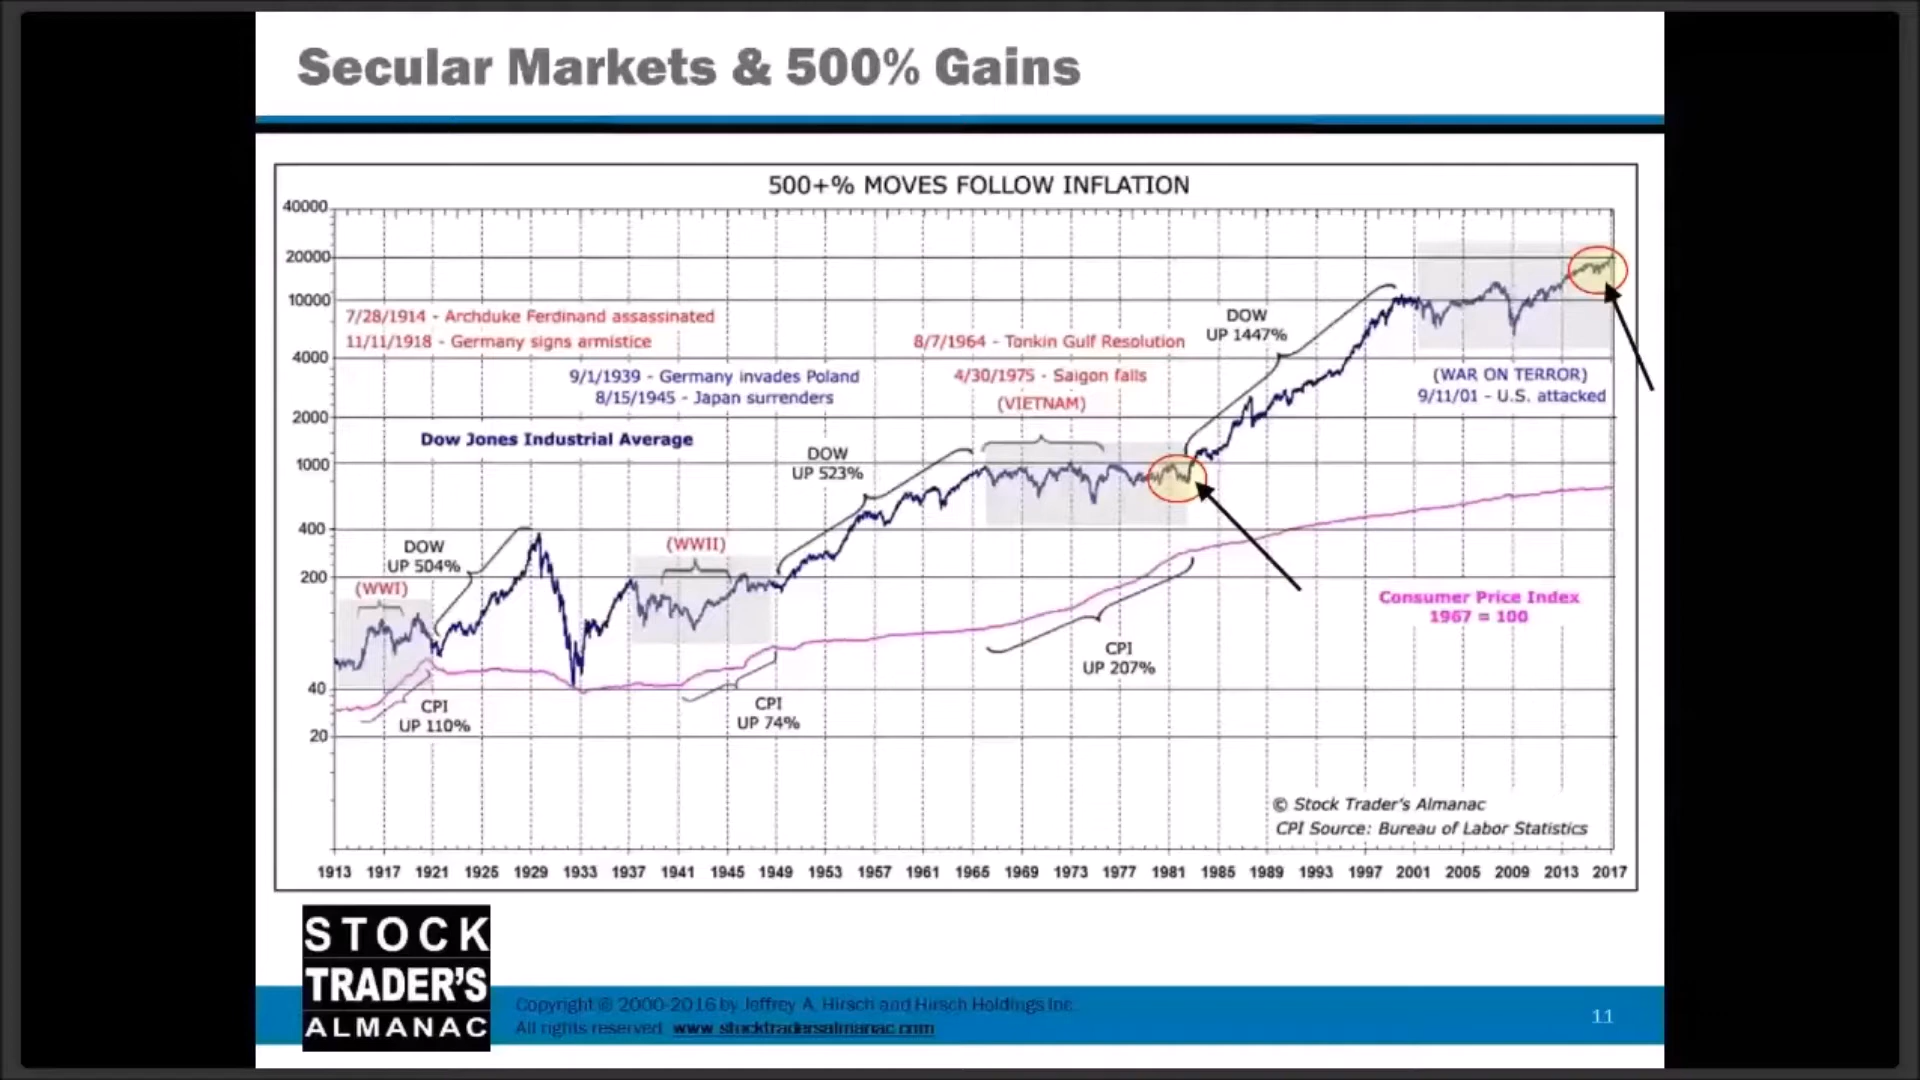 Secular Markets & 500% Gains
500+% MOVES FOLLOW INFLATION
40000
20000
10000
4000
2000
1000
400
200
40
20
7/28/1914 - Archduke Ferdinand assassinated
11/11/1918 - Germany signs armistice
9/1/1939 - Germany invades Poland
8/15/1945 - Japan surrenders
8/7/1964 - Tonkin Gulf Resolution
4/30/1975 - Saigon falls
(VIETNAM)
DOW
UP 1447%
(WAR ON TERROR)
9/11/01 - U.S. attacked
Dow Jones Industrial Average
DOW
UP 523%
DOW
UP 504%
(WWI)
(WWII)
Consumer Price Index
1967 = 100
CPI
UP 110%
CPI
UP 74%
CPI
UP 207%
© Stock Trader's Almanac
CPI Source: Bureau of Labor Statistics
1913 1917 1921 1925 1929 1933 1937 1941 1945 1949 1953 1957 1961 1965 1969 1973 1977 1981 1985 1989 1993 1997 2001 2005 2009 2013 2017
STOCK
TRADER'S
ALMANAC
Copyright © 2000-2016 by Jeffrey A. Hirsch and Hirsch Holdings Inc.
All rights reserved. www.stocktradersalmanac.com
11